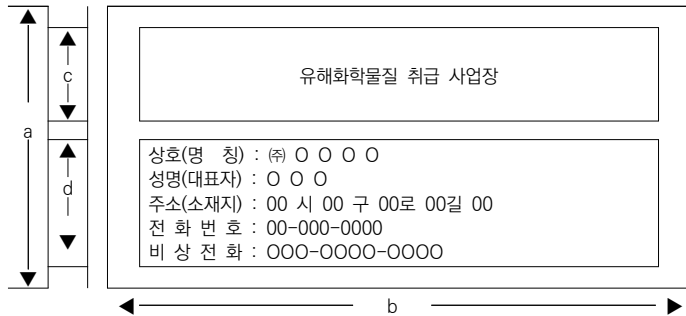 a
c
d
유해화학물질 취급 사업장
상호(명 칭) : ㈜ O O O O
성명(대표자) : O O O
주소(소재지) : 00 시 00 구 00로 00길 00
전 화 번 호 : 00-000-0000
비 상 전 화 : OOO-OOOO-OOOO
b